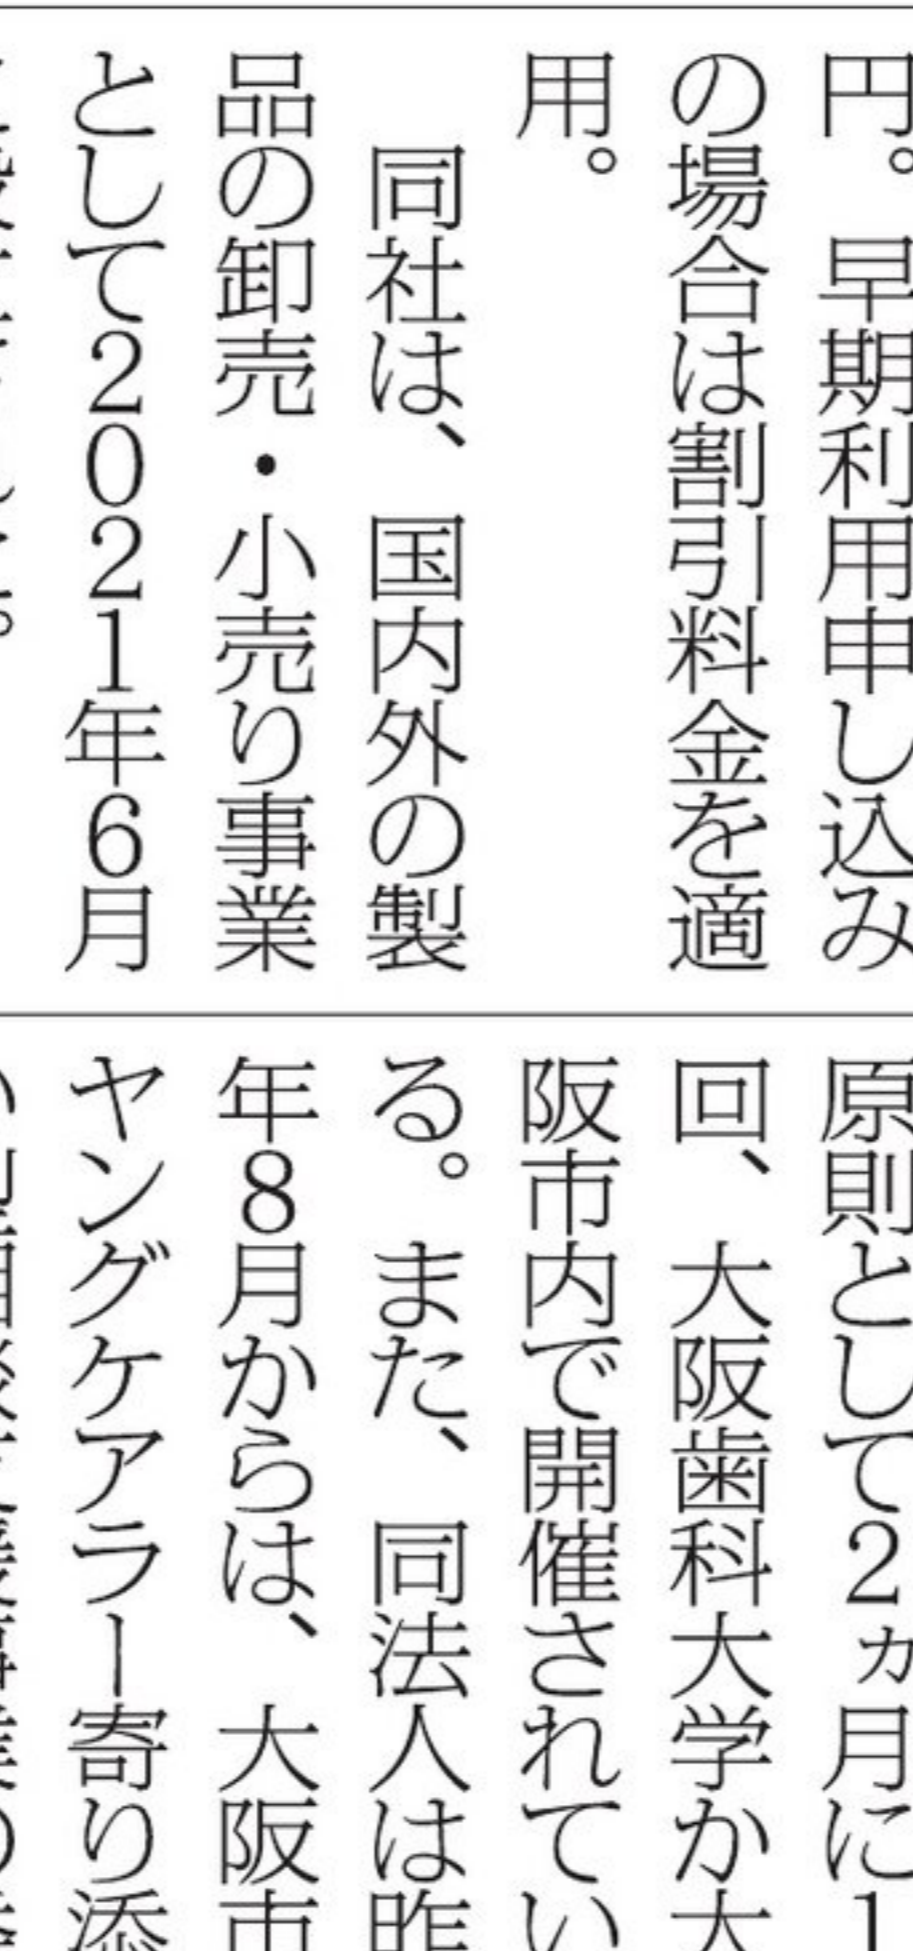 円。早期利用申し込み
の場合は割引料金を適
用。
同社は、国内外の製
品の卸売・小売り事業
として2021年6月
原則として2ヵ月に1
回、大阪歯科大学か大
阪市内で開催されてい
る。また、同法人は昨
年8月からは、大阪市
ヤングケアラー寄り添